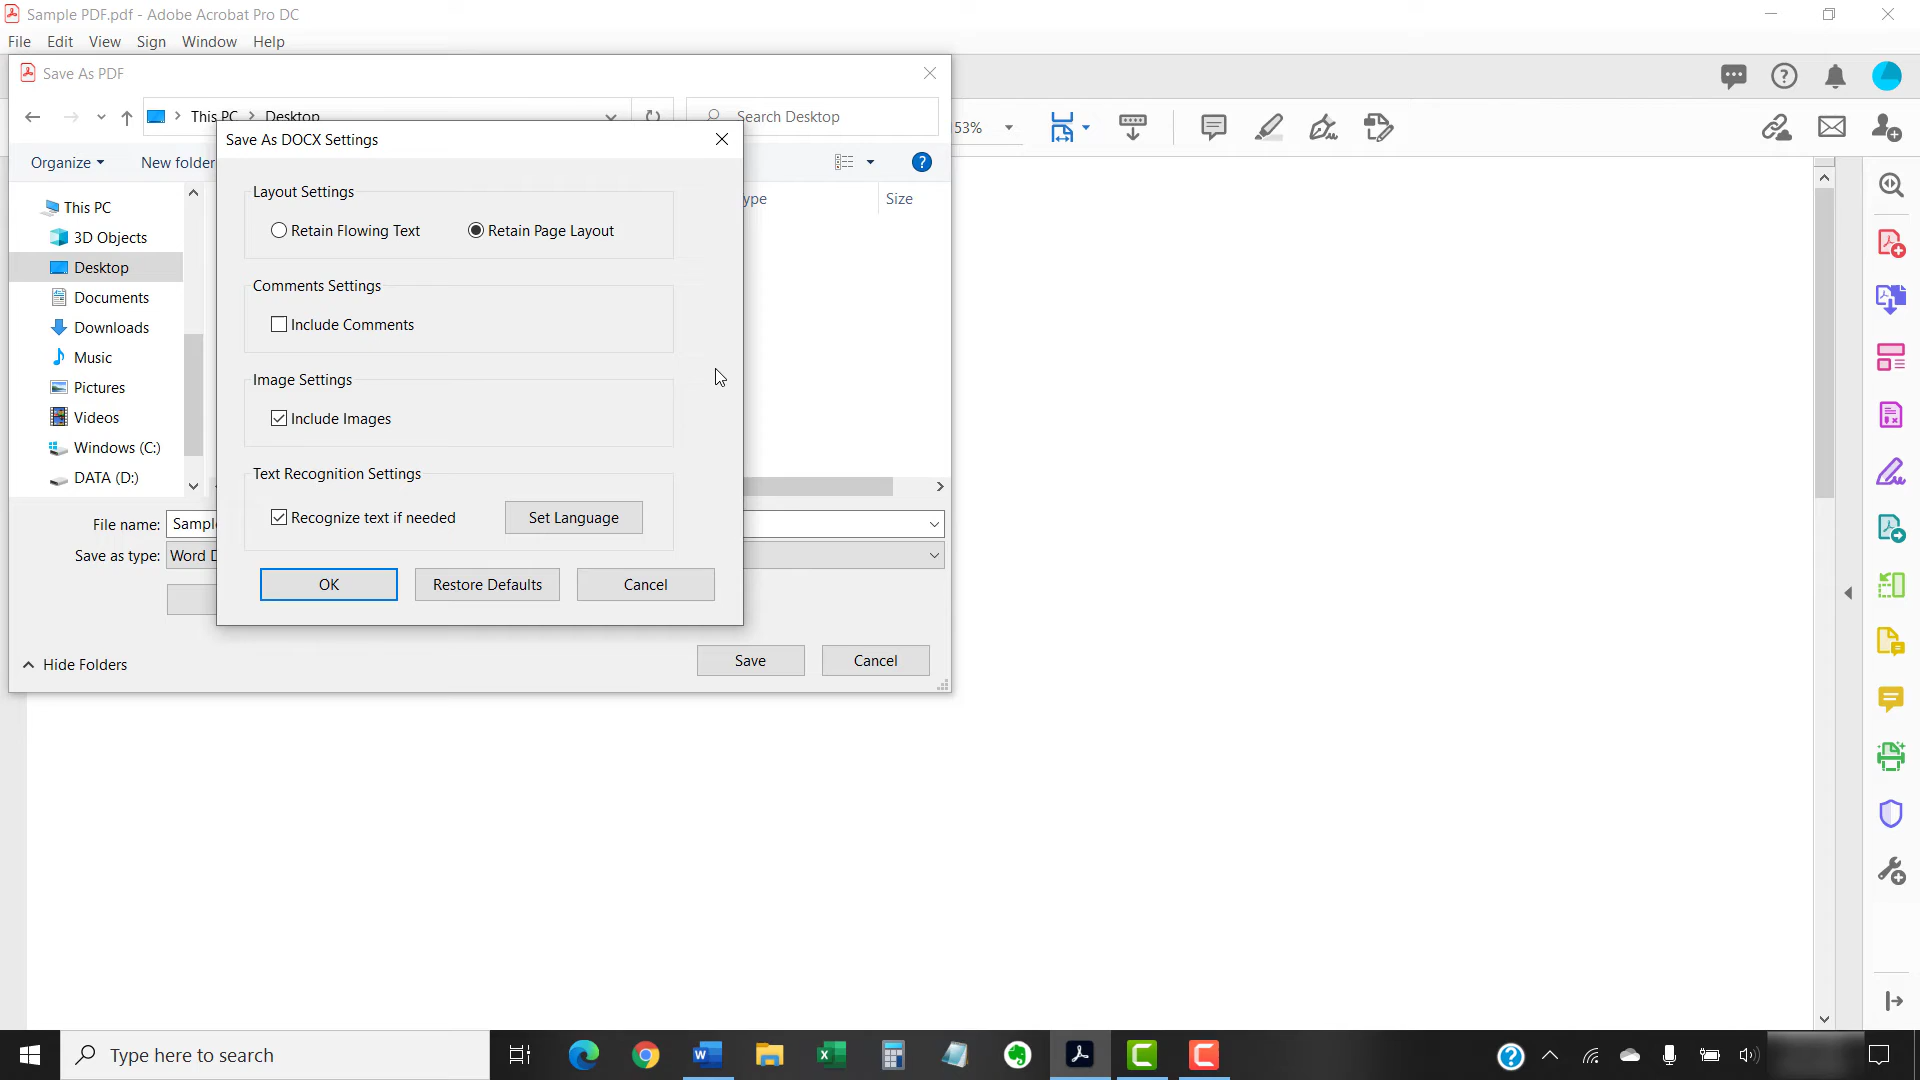 Sample PDF.pdf - Adobe Acrobat Pro DC
File Edit View Sign Window Help
Save As PDF
This PC Desktop
Search Desktop
53%
Save As DOCX Settings
Organize New folder
Size
Layout Settings
Retain Flowing Text Retain Page Layout
Comments Settings
Include Comments
Image Settings
Include Images
Text Recognition Settings
Recognize text if needed Set Language
OK Restore Defaults Cancel
This PC
3D Objects
Desktop
Documents
Downloads
Music
Pictures
Videos
Windows (C:)
DATA (D:)
File name: Sampl
Save as type: Word D
Hide Folders
Save Cancel
Type here to search